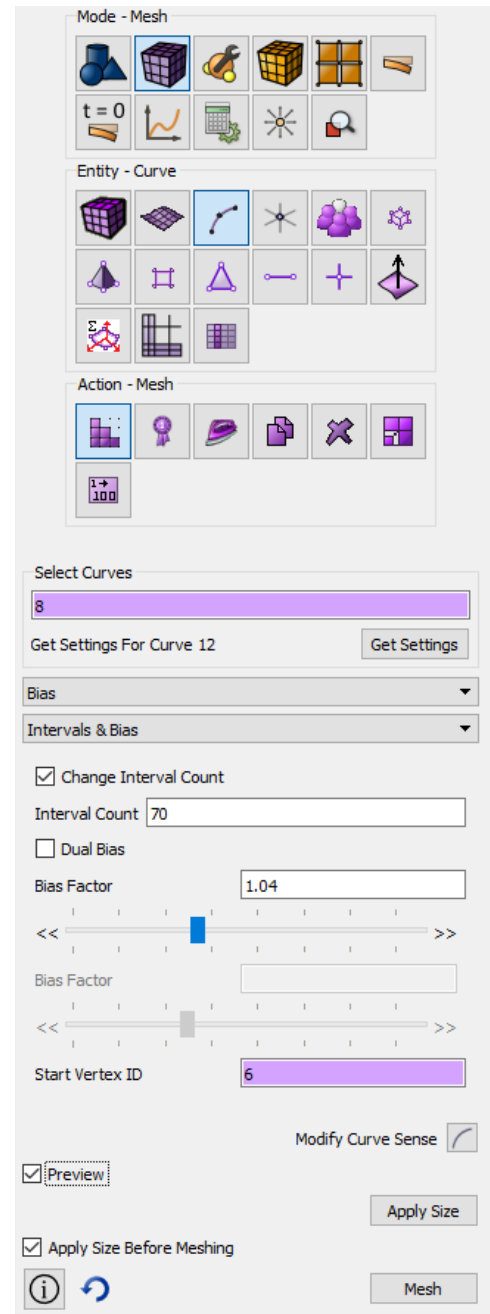 Mode - Mesh
t = 0
Entity - Curve
Σ
Action - Mesh
1→
100
Select Curves
8
Get Settings For Curve 12 Get Settings
Bias
Intervals & Bias
Change Interval Count
Interval Count 70
Dual Bias
Bias Factor 1.04
<< >>
Bias Factor
<< >>
Start Vertex ID 6
Modify Curve Sense
Preview
Apply Size
Apply Size Before Meshing
i Mesh